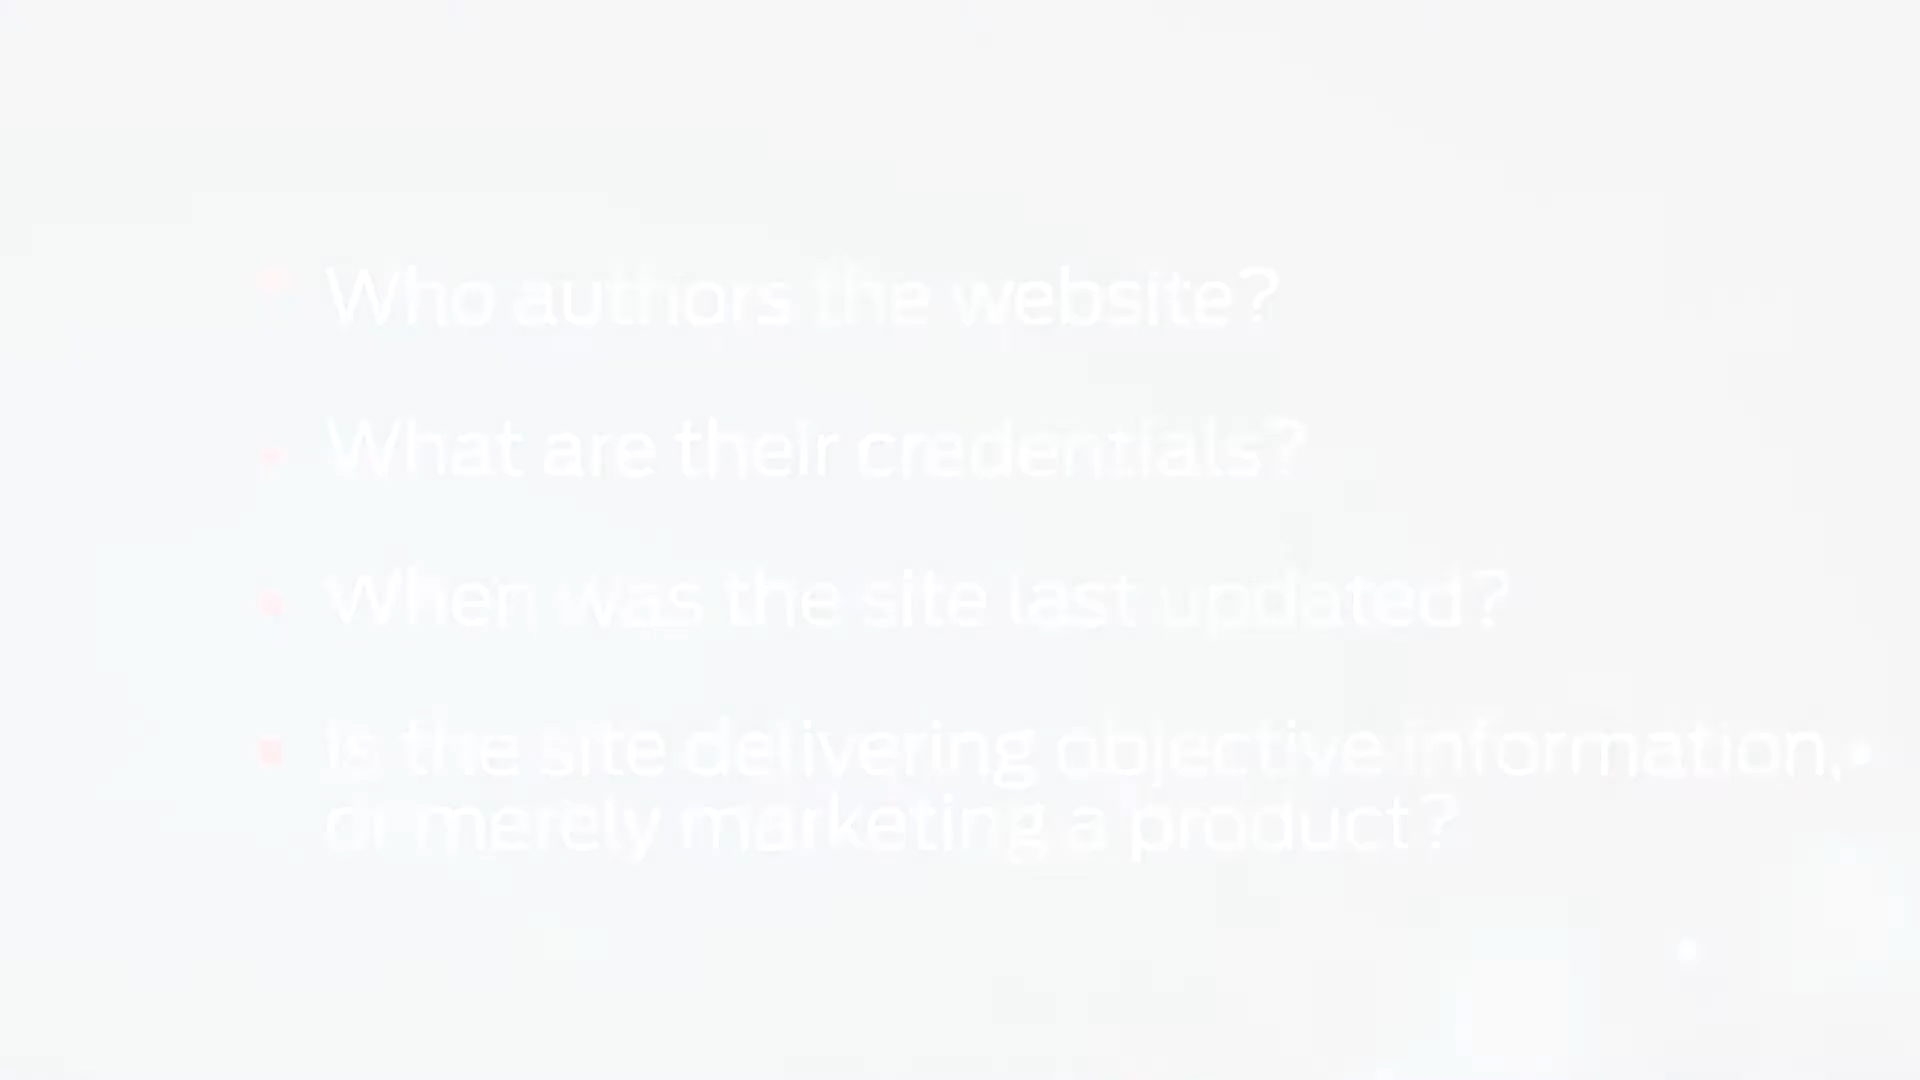 Who authors the website?
What are their credentials?
When was the site last updated?
Is the site delivering objective information,
or merely marketing a product?